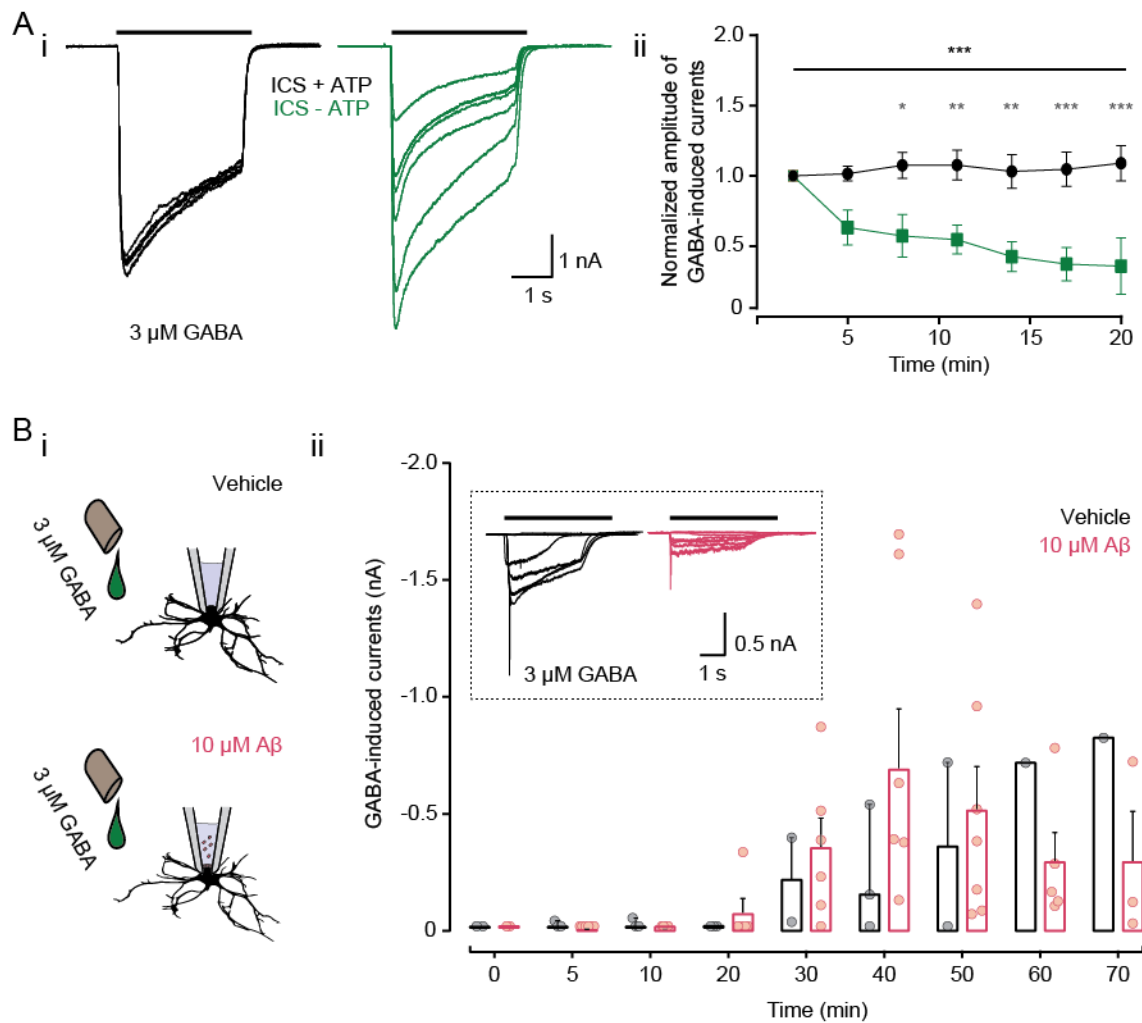 A
i
ICS + ATP
ICS - ATP
3 µM GABA
1 nA
1 s
ii
Normalized amplitude of
GABA-induced currents
2.0
1.5
1.0
0.5
0
***
* ** ** *** ***
5 10 15 20
Time (min)
B
i
Vehicle
3 µM GABA
10 µM Aβ
3 µM GABA
ii
GABA-induced currents (nA)
-2.0
-1.5
-1.0
-0.5
0
3 µM GABA
0.5 nA
1 s
Vehicle
10 µM Aβ
0 5 10 20 30 40 50 60 70
Time (min)